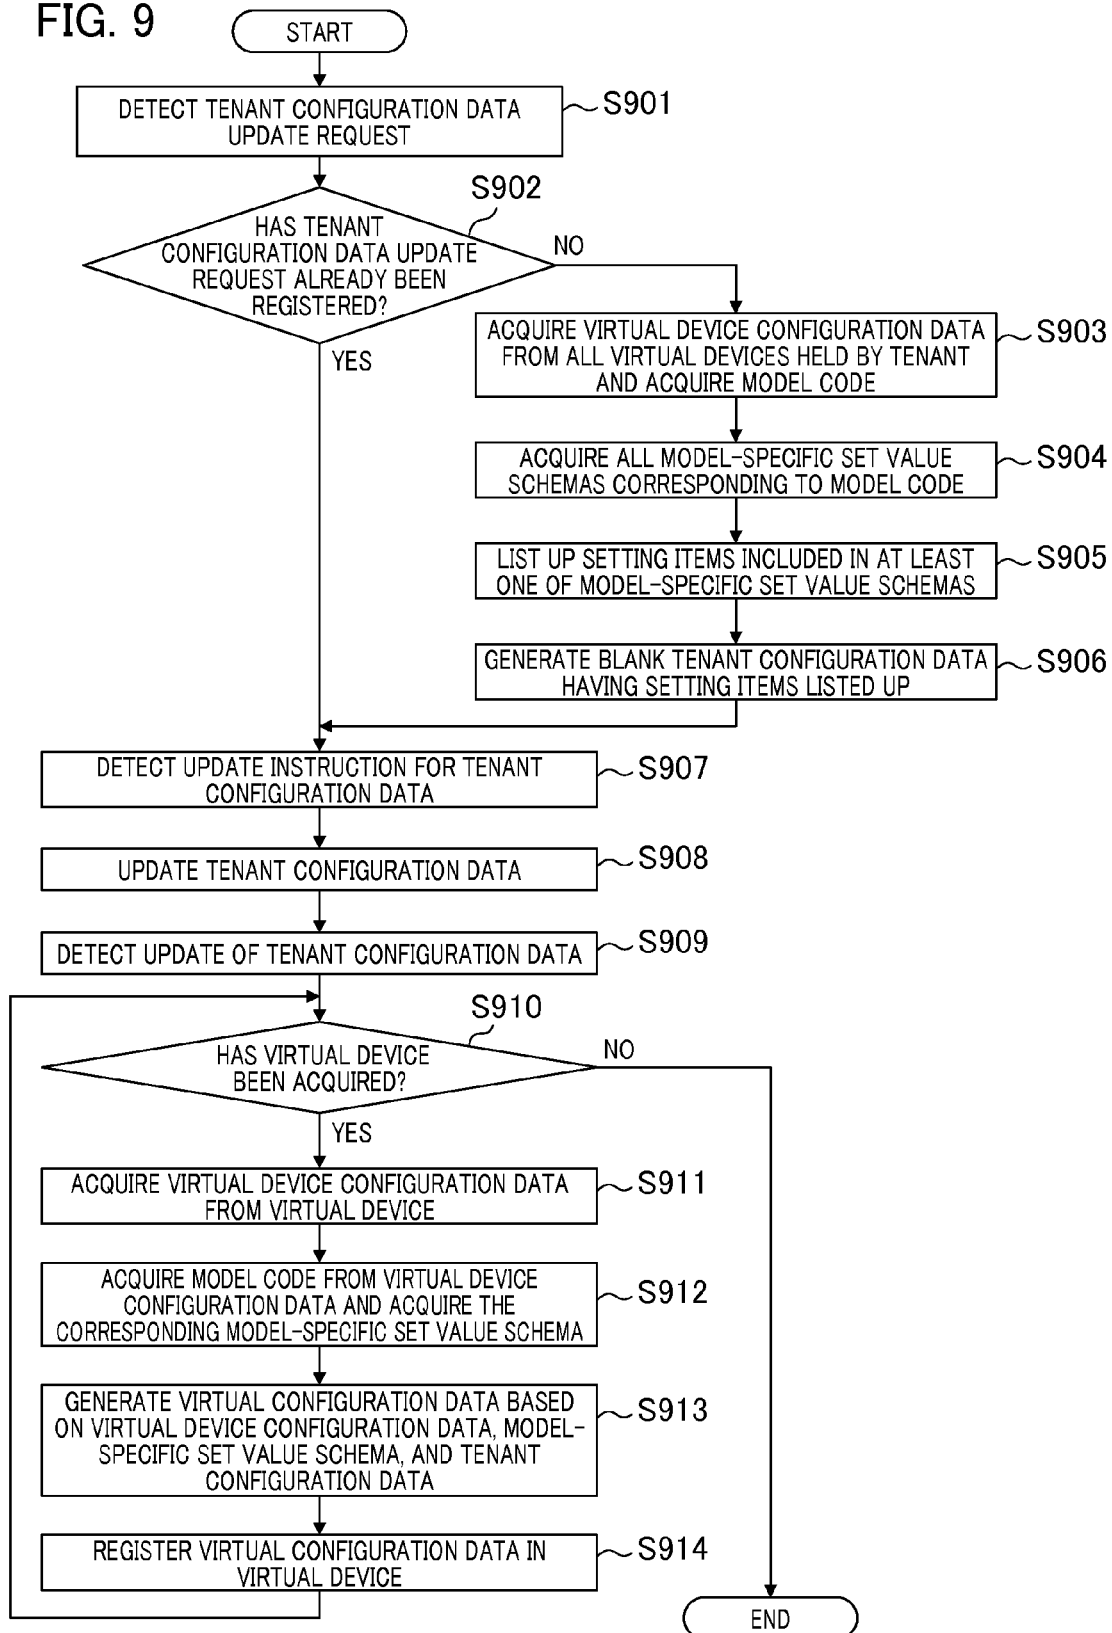 FIG. 9
START
DETECT TENANT CONFIGURATION DATA
UPDATE REQUEST
S901
S902
HAS TENANT
CONFIGURATION DATA UPDATE
REQUEST ALREADY BEEN
REGISTERED?
NO
YES
ACQUIRE VIRTUAL DEVICE CONFIGURATION DATA
FROM ALL VIRTUAL DEVICES HELD BY TENANT
AND ACQUIRE MODEL CODE
S903
ACQUIRE ALL MODEL-SPECIFIC SET VALUE
SCHEMAS CORRESPONDING TO MODEL CODE
S904
LIST UP SETTING ITEMS INCLUDED IN AT LEAST
ONE OF MODEL-SPECIFIC SET VALUE SCHEMAS
S905
GENERATE BLANK TENANT CONFIGURATION DATA
HAVING SETTING ITEMS LISTED UP
S906
DETECT UPDATE INSTRUCTION FOR TENANT
CONFIGURATION DATA
S907
UPDATE TENANT CONFIGURATION DATA
S908
DETECT UPDATE OF TENANT CONFIGURATION DATA
S909
S910
HAS VIRTUAL DEVICE
BEEN ACQUIRED?
NO
YES
ACQUIRE VIRTUAL DEVICE CONFIGURATION DATA
FROM VIRTUAL DEVICE
S911
ACQUIRE MODEL CODE FROM VIRTUAL DEVICE
CONFIGURATION DATA AND ACQUIRE THE
CORRESPONDING MODEL-SPECIFIC SET VALUE SCHEMA
S912
GENERATE VIRTUAL CONFIGURATION DATA BASED
ON VIRTUAL DEVICE CONFIGURATION DATA, MODEL-
SPECIFIC SET VALUE SCHEMA, AND TENANT
CONFIGURATION DATA
S913
REGISTER VIRTUAL CONFIGURATION DATA IN
VIRTUAL DEVICE
S914
END